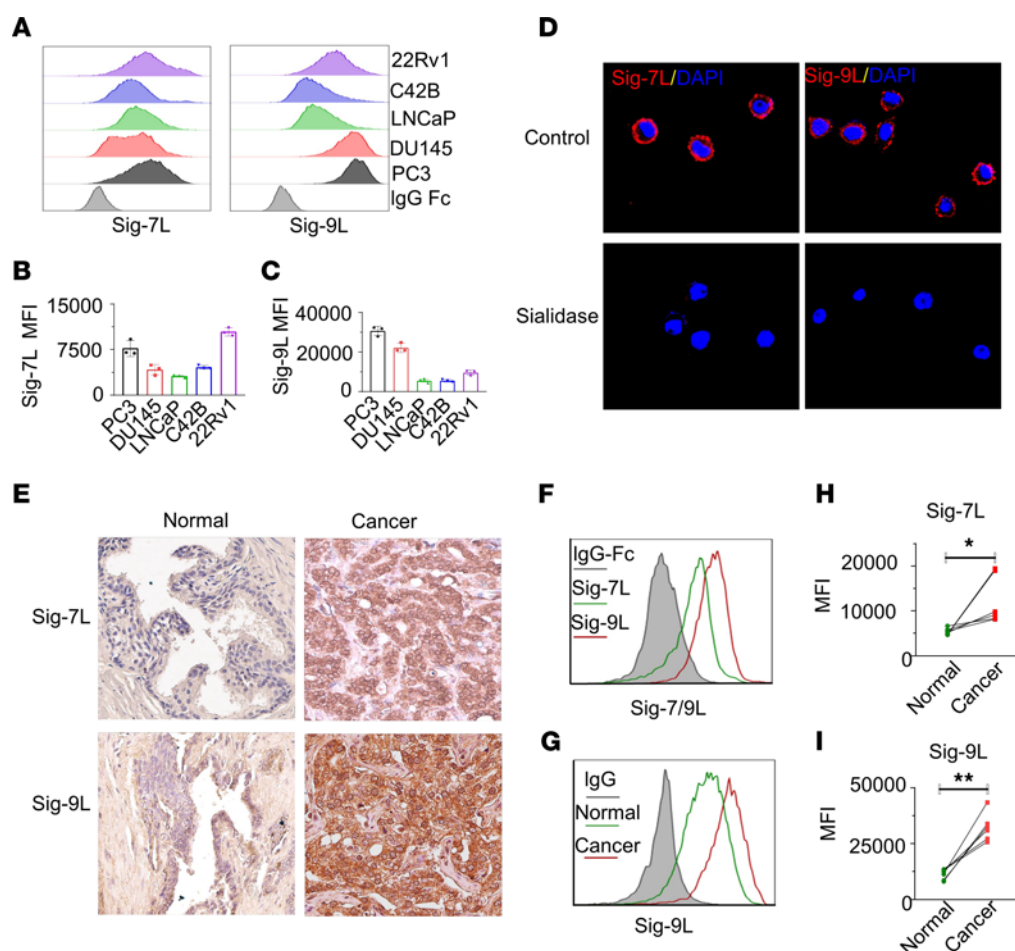 A
22Rv1
C42B
LNCaP
DU145
PC3
IgG Fc
Sig-7L
Sig-9L
B
Sig-7L MFI
15000
7500
0
PC3
DU145
LNCaP
C42B
22Rv1
C
Sig-9L MFI
40000
20000
0
PC3
DU145
LNCaP
C42B
22Rv1
D
Sig-7L/DAPI
Sig-9L/DAPI
Control
Sialidase
E
Normal
Cancer
Sig-7L
Sig-9L
F
IgG-Fc
Sig-7L
Sig-9L
Sig-7/9L
G
IgG
Normal
Cancer
Sig-9L
H
Sig-7L
*
MFI
20000
10000
0
Normal
Cancer
I
Sig-9L
**
MFI
50000
25000
0
Normal
Cancer